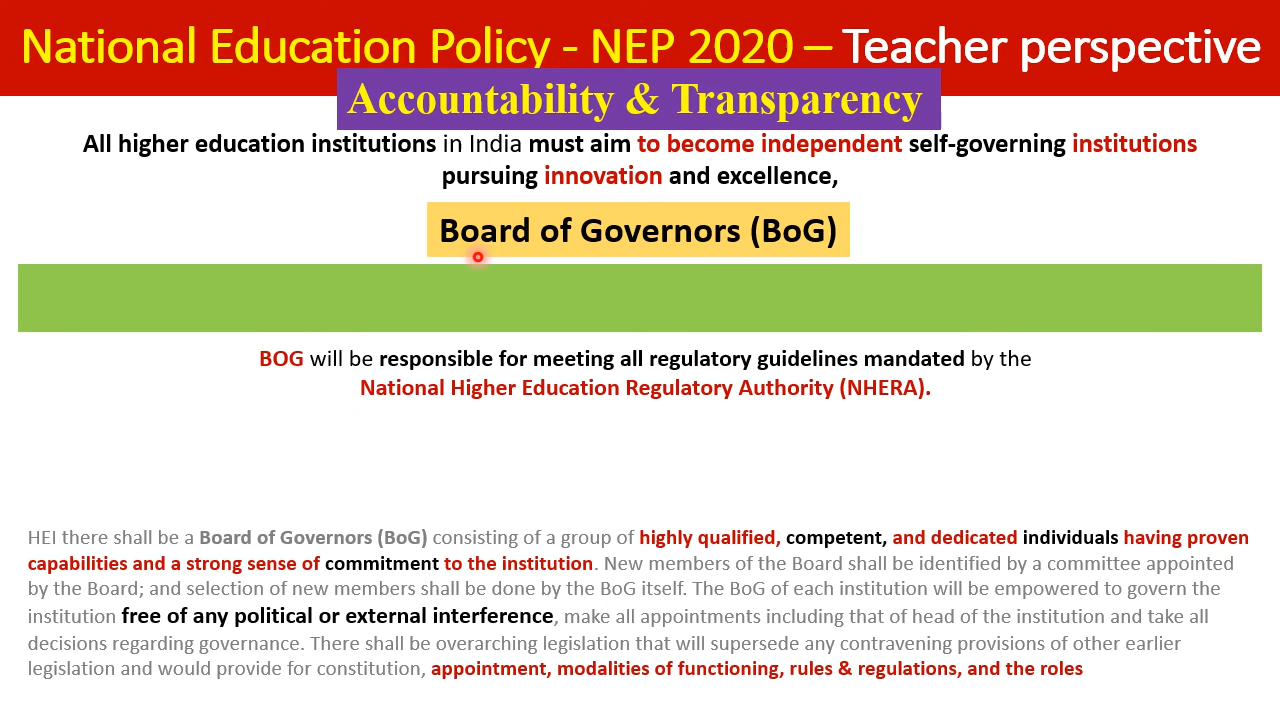 National Education Policy - NEP 2020 – Teacher perspective
Accountability & Transparency
All higher education institutions in India must aim to become independent self-governing institutions
pursuing innovation and excellence,
Board of Governors (BoG)
BOG will be responsible for meeting all regulatory guidelines mandated by the
National Higher Education Regulatory Authority (NHERA).
HEI there shall be a Board of Governors (BoG) consisting of a group of highly qualified, competent, and dedicated individuals having proven
capabilities and a strong sense of commitment to the institution. New members of the Board shall be identified by a committee appointed
by the Board; and selection of new members shall be done by the BoG itself. The BoG of each institution will be empowered to govern the
institution free of any political or external interference, make all appointments including that of head of the institution and take all
decisions regarding governance. There shall be overarching legislation that will supersede any contravening provisions of other earlier
legislation and would provide for constitution, appointment, modalities of functioning, rules & regulations, and the roles